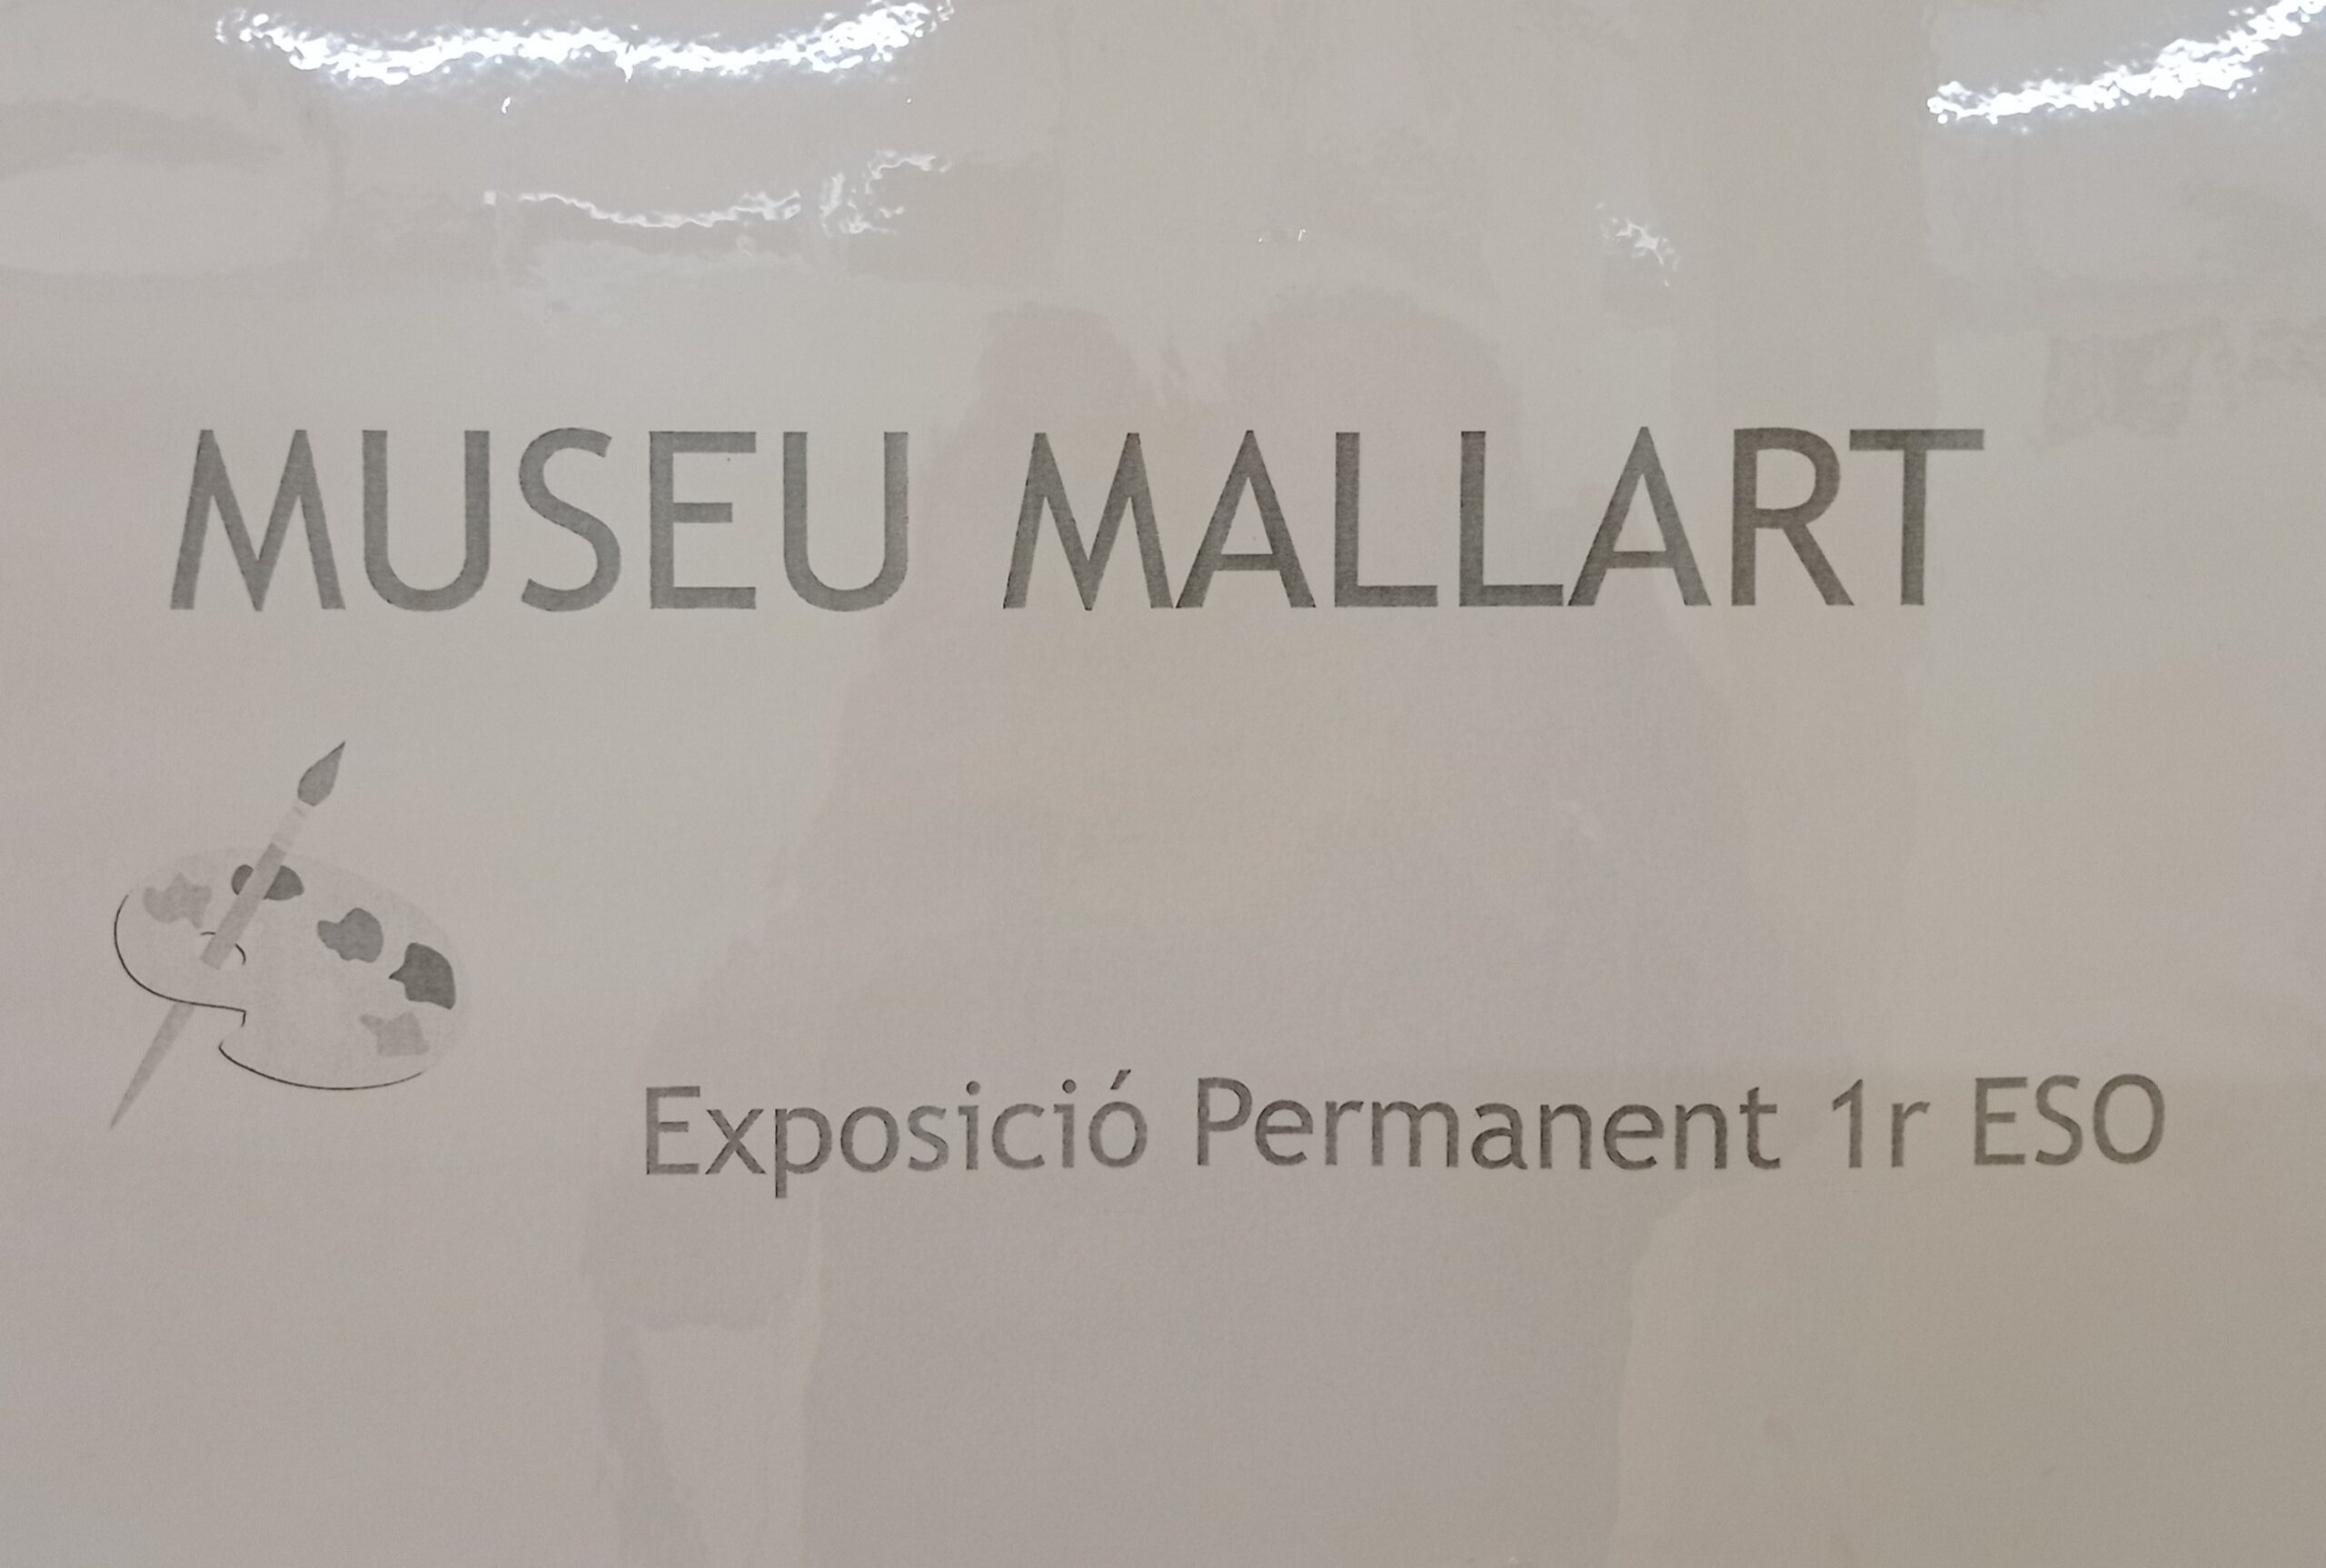 MUSEU MALLART
Exposició Permanent 1r ESO